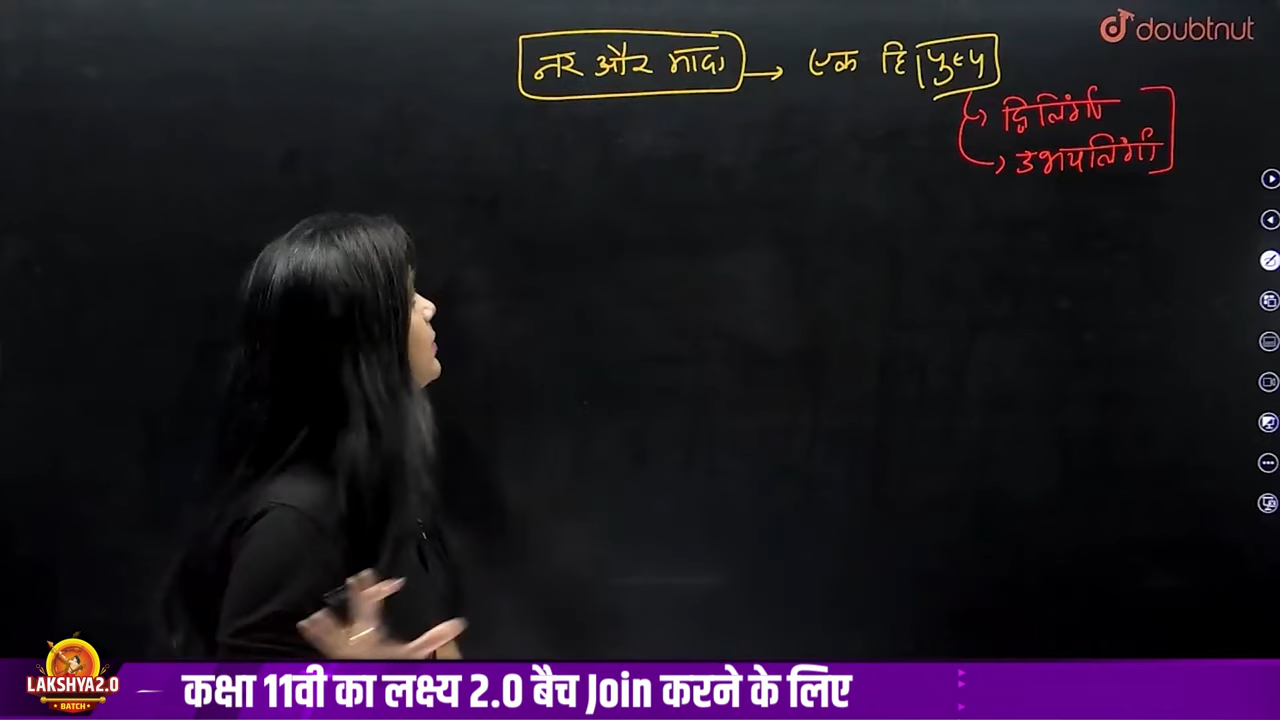 doubtnut
नर और मादा → एक हि पुष्प
→ द्विलिंगी
→ उभयलिंगी
LAKSHYA2.0
BATCH
कक्षा 11वी का लक्ष्य 2.0 बैच Join करने के लिए